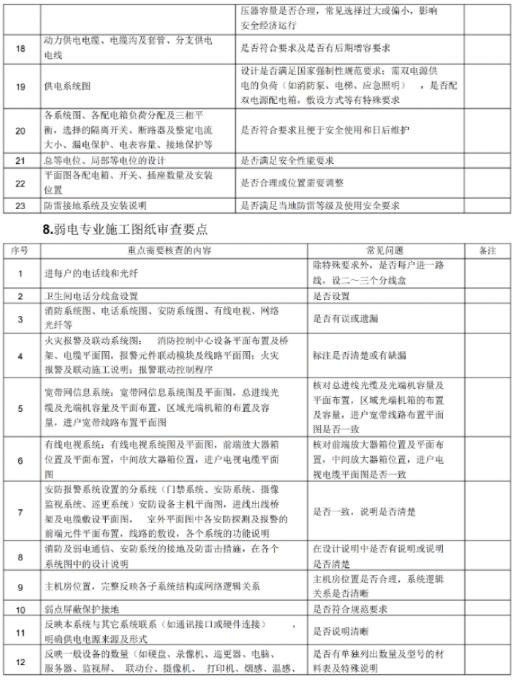 压器容量是否合理，常见选择过大或偏小，影响
安全经济运行
18
动力供电电缆、电缆沟及套管、分支供电
电线
是否符合要求及是否有后期增容要求
19
供电系统图
设计是否满足国家强制性规范要求；需双电源供
电的负荷（如消防泵、电梯、应急照明） ，是否配
双电源配电箱，敷设方式等有特殊要求
20
各系统图、各配电箱负荷分配及三相平
衡，选择的隔离开关、断路器及整定电流
大小、漏电保护、电表容量、接地保护等
是否符合要求且便于安全使用和日后维护
21
总等电位、局部等电位的设计
是否满足安全性能要求
22
平面图各配电箱、开关、插座数量及安装
位置
是否合理或位置需要调整
23
防雷接地系统及安装说明
是否满足当地防雷等级及使用安全要求
8.弱电专业施工图纸审查要点
序号 重点需要核查的内容 常见问题 备注
1
进每户的电话线和光纤
除特殊要求外，是否每户进一路
线，设二～三个分线盒
2
卫生间电话分线盒设置
是否设置
3
消防系统图、电话系统图、安防系统图、有线电视、网络
光纤等
是否有误或遗漏
4
火灾报警及联动系统图； 消防控制中心设备平面布置及桥
架、电缆平面图，报警元件联动模块及线路平面图；火灾
报警及联动施工说明；报警联动控制程序
标注是否清楚或有缺漏
5
宽带网信息系统；宽带网信息系统图及平面图，总进线光
缆及光端机容量及平面布置，区域光端机箱的布置及容
量，进户宽带线路布置平面图
核对总进线光缆及光端机容量及
平面布置，区域光端机箱的布置
及容量，进户宽带线路布置平面
图是否一致
6
有线电视系统；有线电视系统图及平面图，前端放大器箱
位置及平面布置，中间放大器箱位置，进户电视电缆平面
图
核对前端放大器箱位置及平面布
置，中间放大器箱位置，进户电
视电缆平面图是否一致
7
安防报警系统设置的分系统（门禁系统、安防系统、摄像
监视系统、巡更系统）安防设备主机平面图，进线出线桥
架及电缆敷设平面图， 室外平面图中各安防探测及报警的
前端元件平面布置，线路的敷设，各个系统的功能说明
是否一致，说明是否清楚
8
消防及弱电通信、安防系统的接地及防雷击措施，在各个
系统图中的设计说明
在设计说明中是否有说明或说明
是否清楚
9
主机房位置，完整反映各子系统结构或网络逻辑关系
主机房位置是否合理，系统逻辑
关系是否清晰
10
弱点屏蔽保护接地
是否符合规范要求
11
反映本系统与其它系统联系（如通讯接口或硬件连接） ，
明确供电电源来源及形式
是否说明清晰
12
反映一般设备的数量（如硬盘、录像机、巡更器、电脑、
服务器、监视屏、 联动台、摄像机、 打印机、烟感、温感、
是否有单独列出数量及型号的材
料表及特殊说明